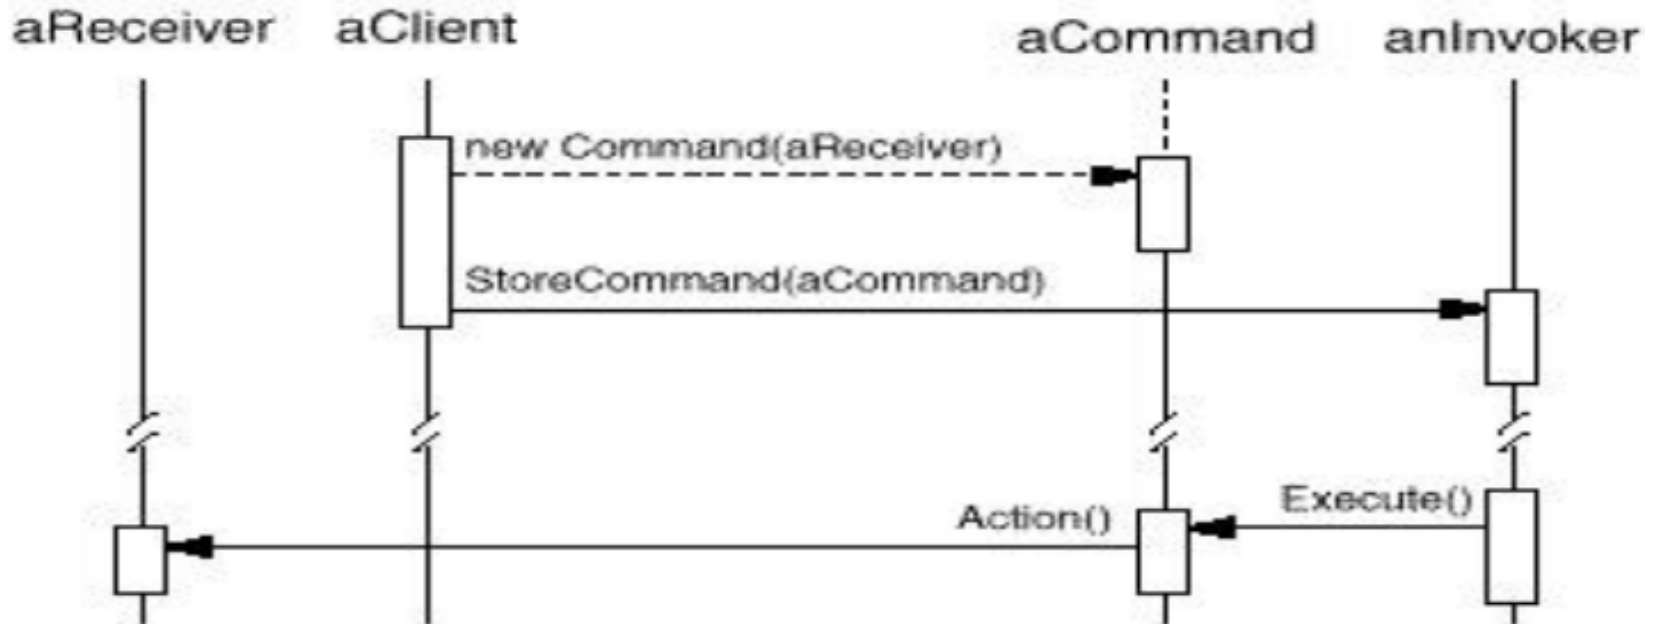 aReceiver aClient aCommand anInvoker
new Command(aReceiver)
StoreCommand(aCommand)
Execute()
Action()